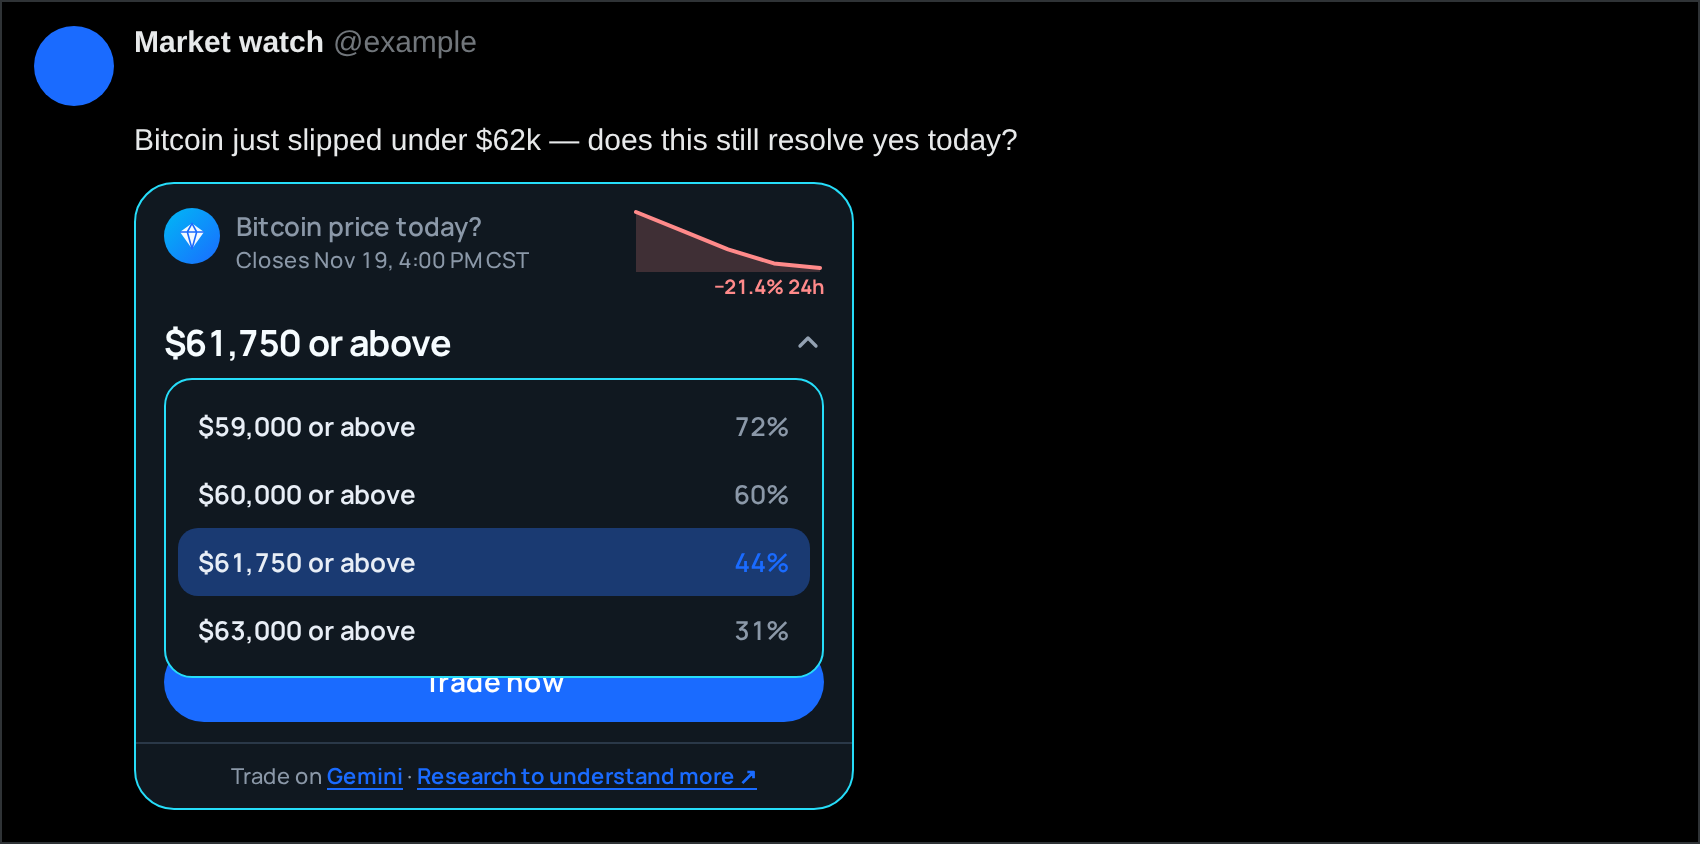 Market watch @example
Bitcoin just slipped under $62k — does this still resolve yes today?
Bitcoin price today?
Closes Nov 19, 4:00 PM CST
−21.4% 24h
$61,750 or above
$59,000 or above 72%
$60,000 or above 60%
$61,750 or above 44%
$63,000 or above 31%
Trade now
Trade on Gemini · Research to understand more ↗